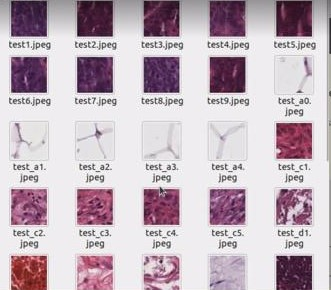 test1.jpeg test2.jpeg test3.jpeg test4.jpeg test5.jpeg
test6.jpeg test7.jpeg test8.jpeg test9.jpeg test_a0.
jpeg
test_a1. test_a2. test_a3. test_a4. test_c1.
jpeg jpeg jpeg jpeg jpeg
test_c2. test_c3. test_c4. test_c5. test_d1.
jpeg jpeg jpeg jpeg jpeg